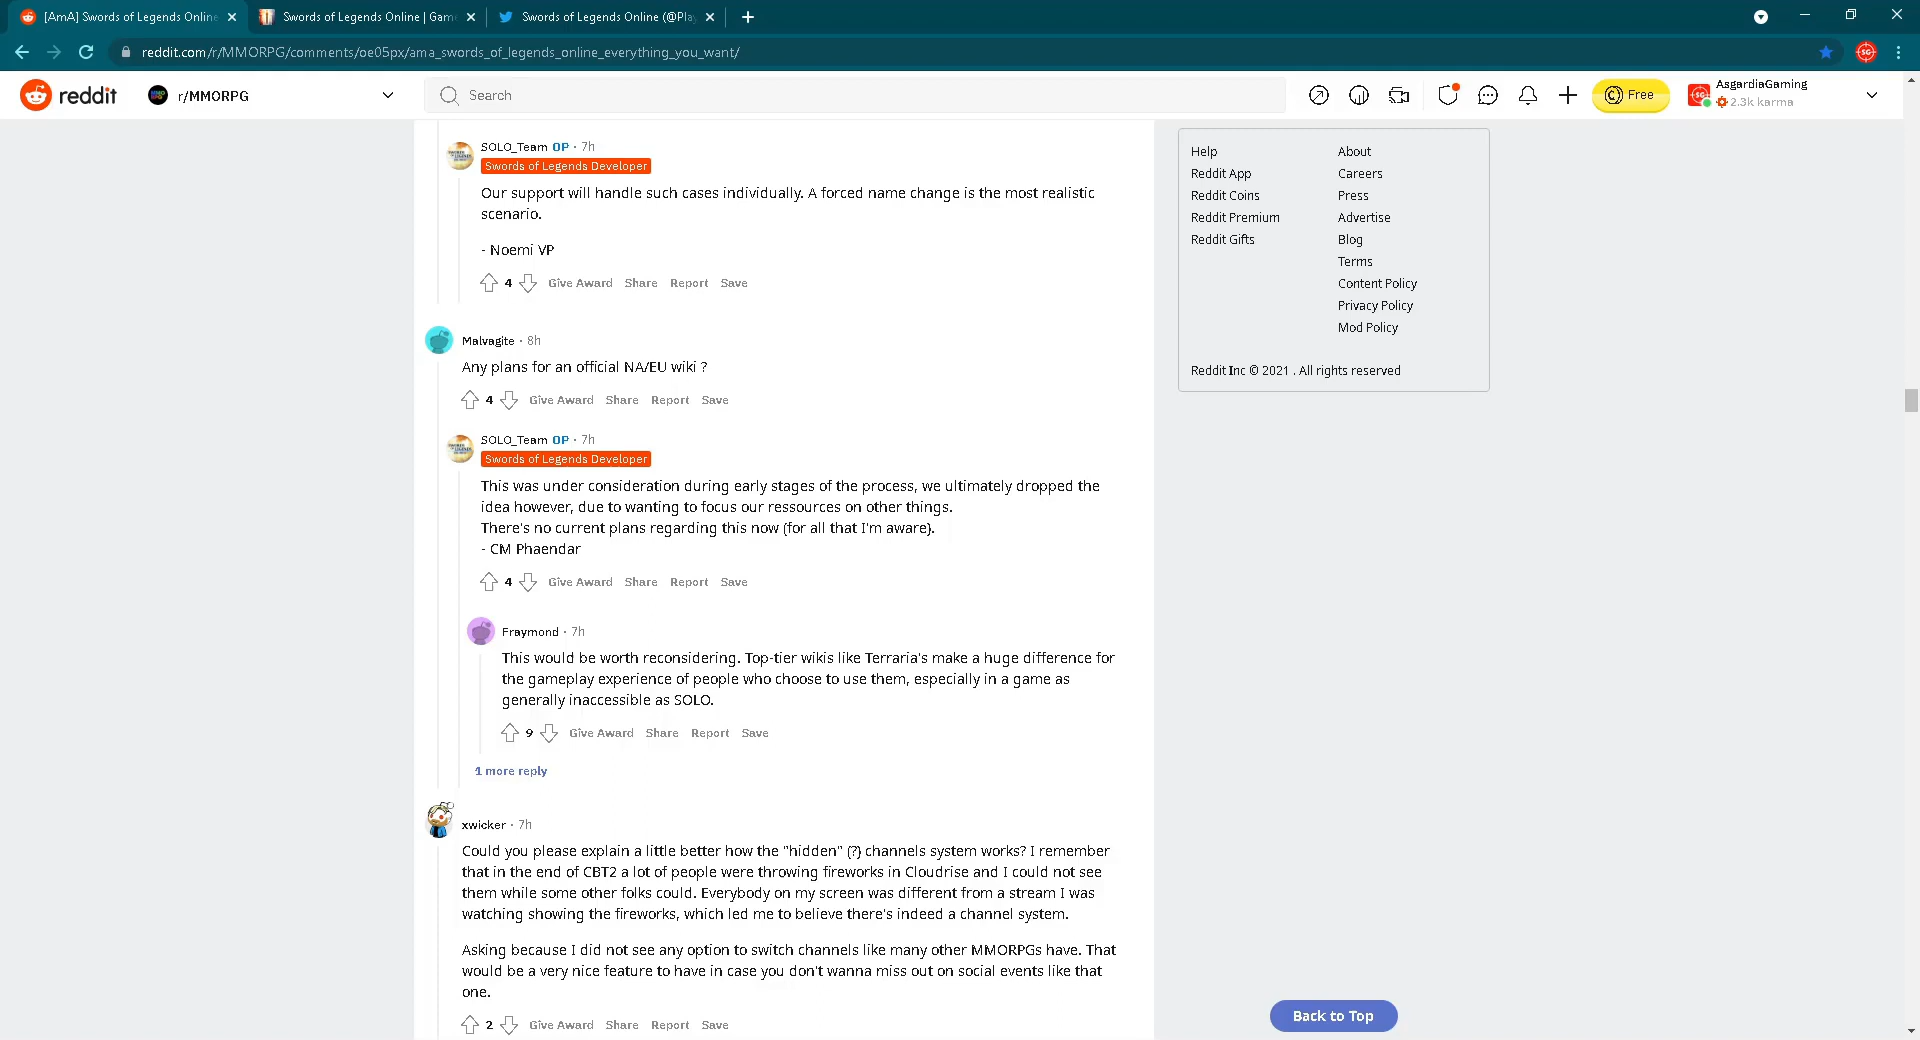 [AmA] Swords of Legends Online
Swords of Legends Online | Gam
Swords of Legends Online (@Pla
reddit.com/r/MMORPG/comments/oe05px/ama_swords_of_legends_online_everything_you_want/
reddit
r/MMORPG
Search
Free
AsgardiaGaming
2.3k karma
SOLO_Team OP · 7h
Swords of Legends Developer
Our support will handle such cases individually. A forced name change is the most realistic
scenario.
- Noemi VP
4 Give Award Share Report Save
Malvagite · 8h
Any plans for an official NA/EU wiki ?
4 Give Award Share Report Save
SOLO_Team OP · 7h
Swords of Legends Developer
This was under consideration during early stages of the process, we ultimately dropped the
idea however, due to wanting to focus our ressources on other things.
There's no current plans regarding this now (for all that I'm aware).
- CM Phaendar
4 Give Award Share Report Save
Fraymond · 7h
This would be worth reconsidering. Top-tier wikis like Terraria's make a huge difference for
the gameplay experience of people who choose to use them, especially in a game as
generally inaccessible as SOLO.
9 Give Award Share Report Save
1 more reply
xwicker · 7h
Could you please explain a little better how the "hidden" (?) channels system works? I remember
that in the end of CBT2 a lot of people were throwing fireworks in Cloudrise and I could not see
them while some other folks could. Everybody on my screen was different from a stream I was
watching showing the fireworks, which led me to believe there's indeed a channel system.
Asking because I did not see any option to switch channels like many other MMORPGs have. That
would be a very nice feature to have in case you don't wanna miss out on social events like that
one.
2 Give Award Share Report Save
Help
Reddit App
Reddit Coins
Reddit Premium
Reddit Gifts
About
Careers
Press
Advertise
Blog
Terms
Content Policy
Privacy Policy
Mod Policy
Reddit Inc © 2021 . All rights reserved
Back to Top